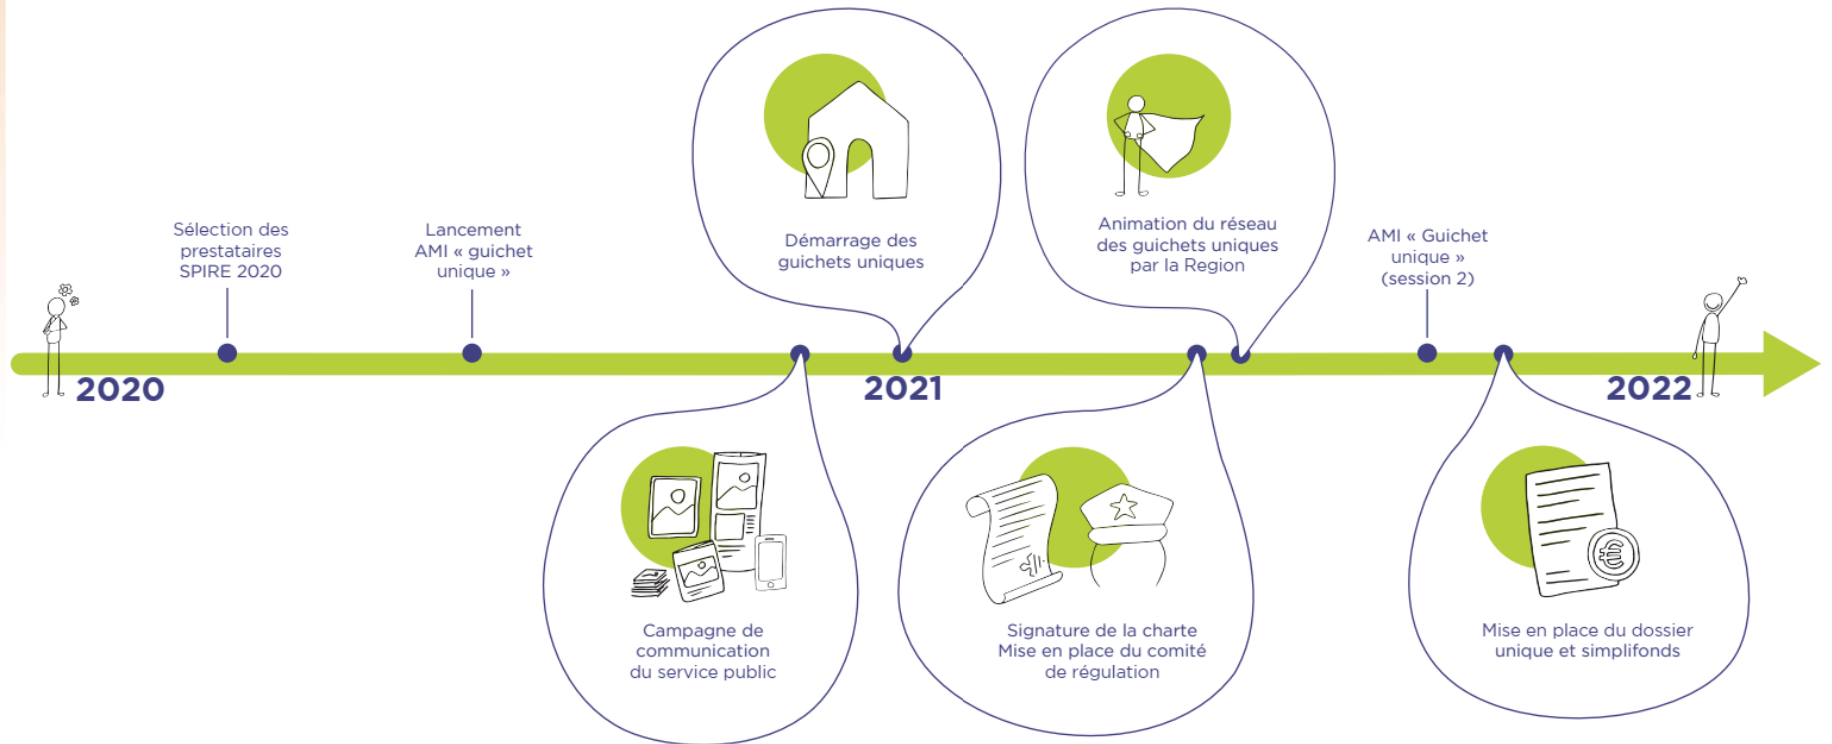 Sélection des
prestataires
SPIRE 2020
Lancement
AMI « guichet
unique »
Démarrage des
guichets uniques
Animation du réseau
des guichets uniques
par la Region
AMI « Guichet
unique »
(session 2)
2020
2021
2022
Campagne de
communication
du service public
Signature de la charte
Mise en place du comité
de régulation
Mise en place du dossier
unique et simplifonds